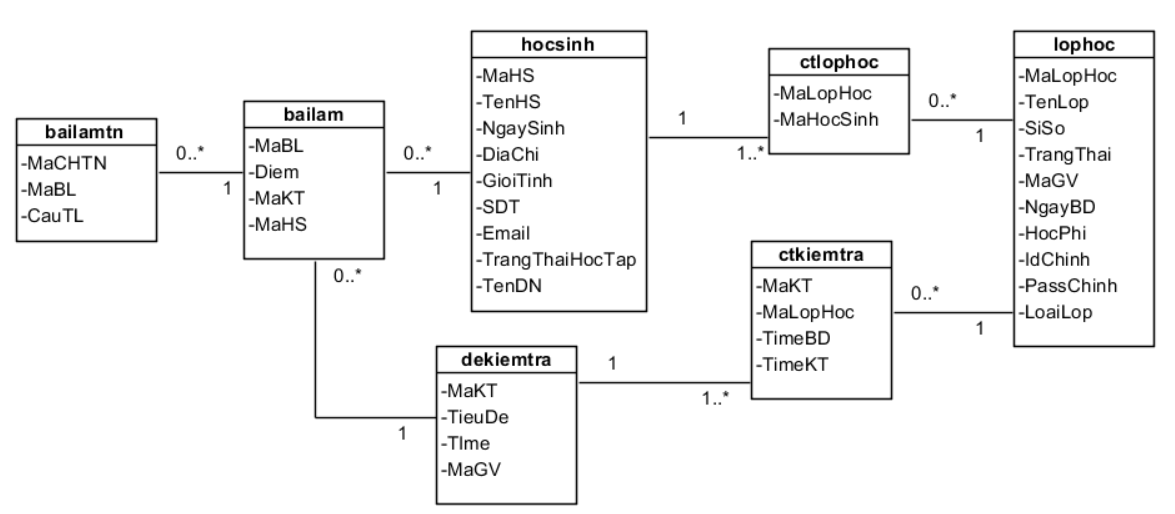 bailamtn
-MaCHTN
-MaBL
-CauTL
0..*
1
bailam
-MaBL
-Diem
-MaKT
-MaHS
0..*
1
0..*
1
hocsinh
-MaHS
-TenHS
-NgaySinh
-DiaChi
-GioiTinh
-SDT
-Email
-TrangThaiHocTap
-TenDN
1
1..*
ctlophoc
-MaLopHoc
-MaHocSinh
0..*
1
lophoc
-MaLopHoc
-TenLop
-SiSo
-TrangThai
-MaGV
-NgayBD
-HocPhi
-IdChinh
-PassChinh
-LoaiLop
dekiemtra
-MaKT
-TieuDe
-TIme
-MaGV
1
1..*
ctkiemtra
-MaKT
-MaLopHoc
-TimeBD
-TimeKT
0..*
1